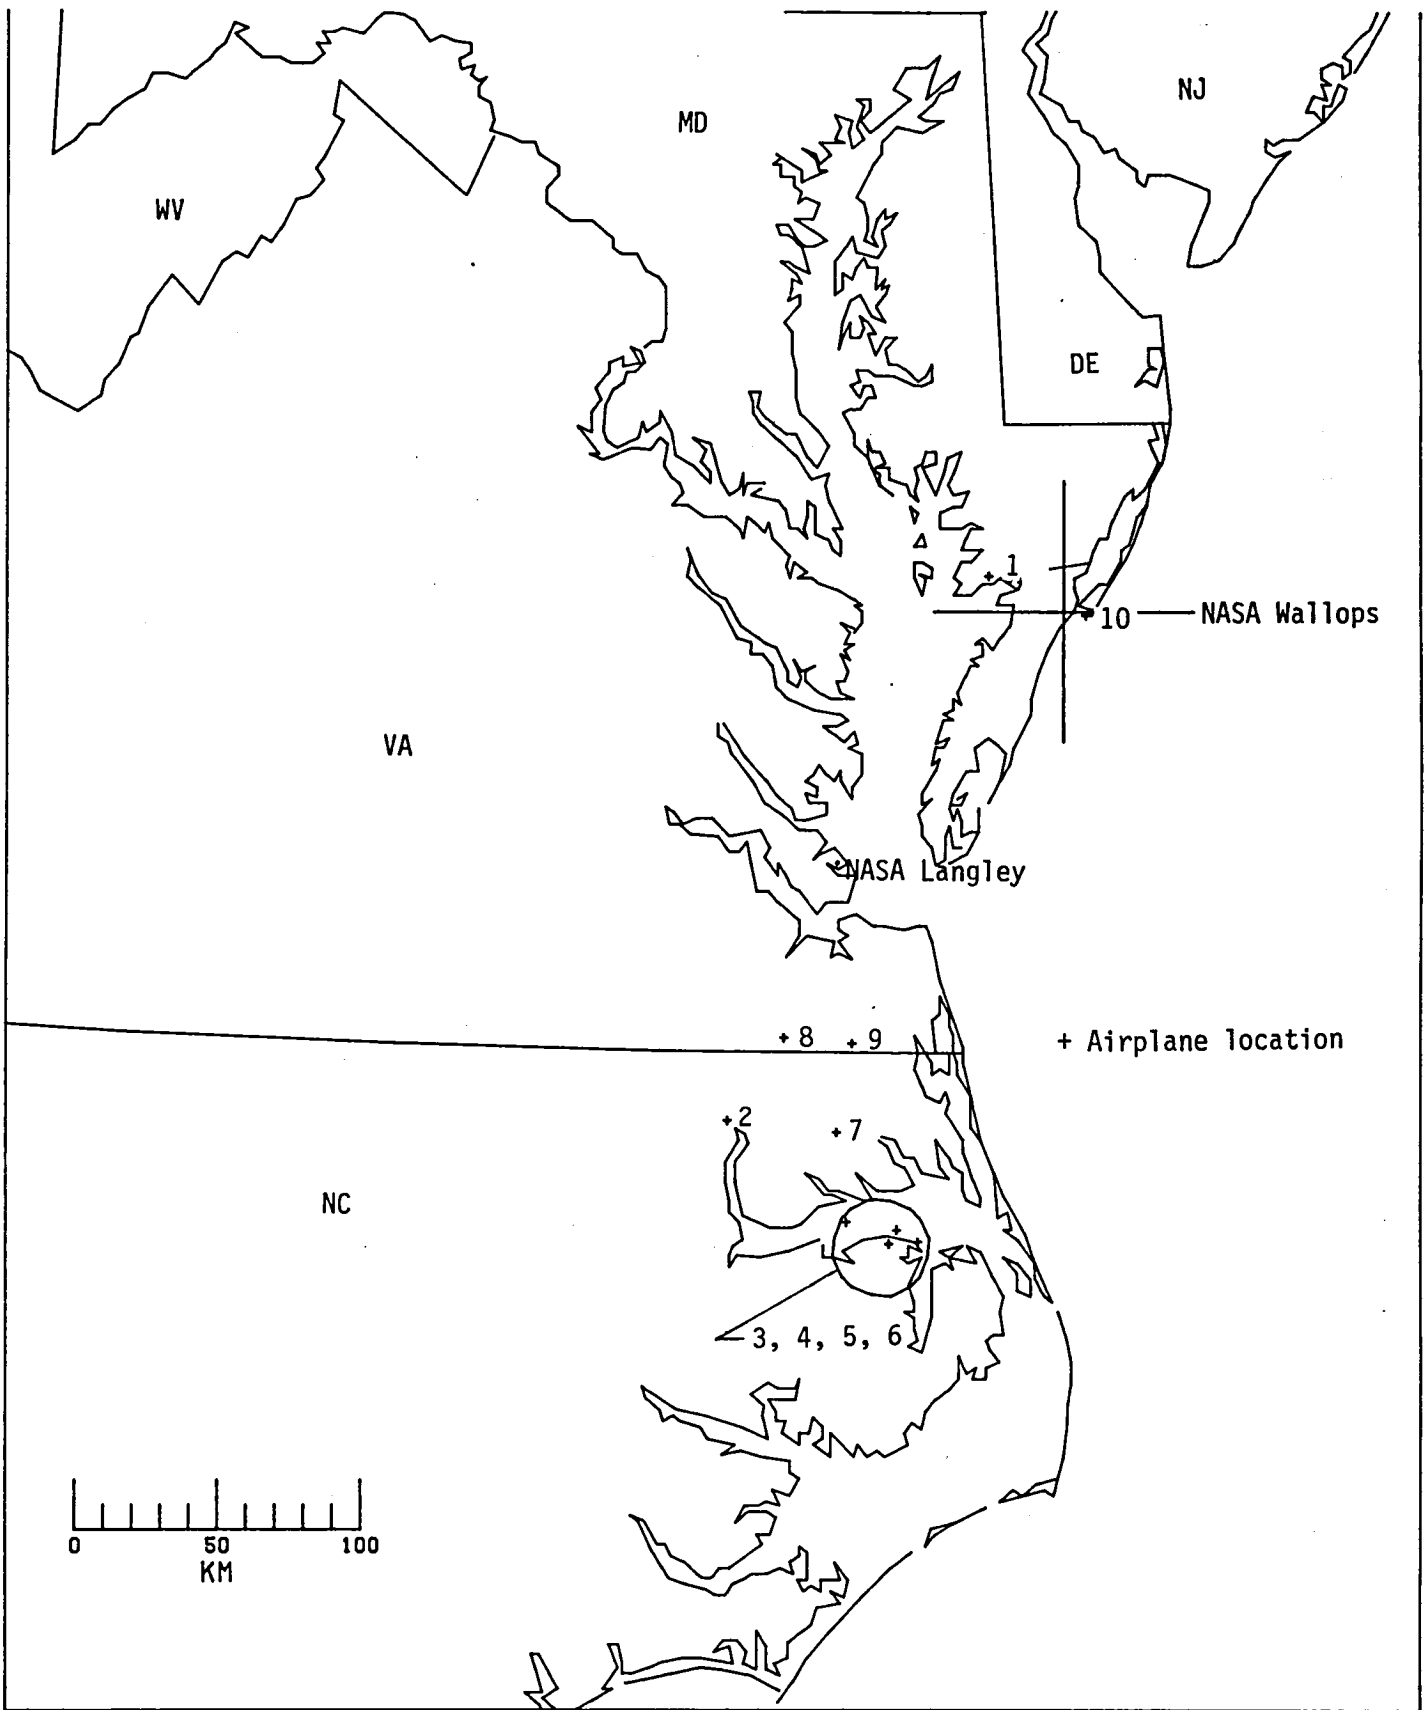 NJ
MD
WV
DE
1
10
NASA Wallops
VA
NASA Langley
8
9
+ Airplane location
2
7
NC
3, 4, 5, 6
0 50 100
KM